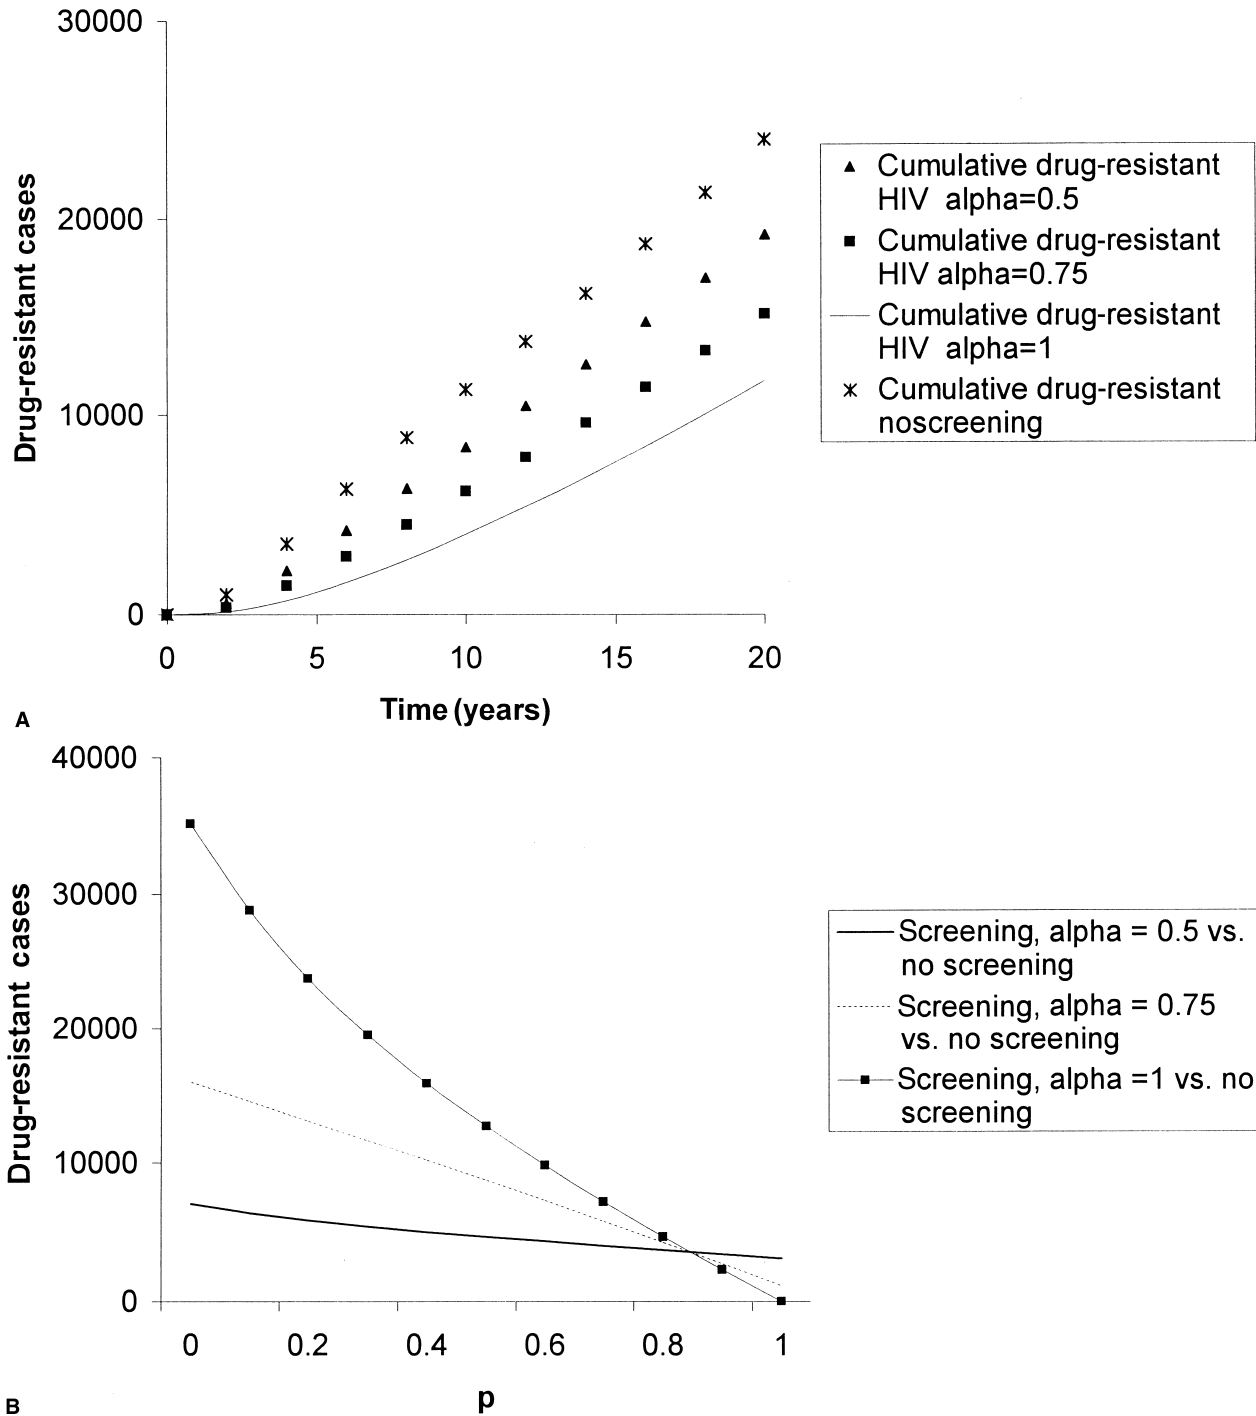 30000
20000
10000
0
Drug-resistant cases
0 5 10 15 20
Time (years)
A
▲ Cumulative drug-resistant
HIV alpha=0.5
■ Cumulative drug-resistant
HIV alpha=0.75
Cumulative drug-resistant
HIV alpha=1
Cumulative drug-resistant
noscreening
40000
30000
20000
10000
0
Drug-resistant cases
0 0.2 0.4 0.6 0.8 1
p
B
Screening, alpha = 0.5 vs.
no screening
Screening, alpha = 0.75
vs. no screening
Screening, alpha =1 vs. no
screening